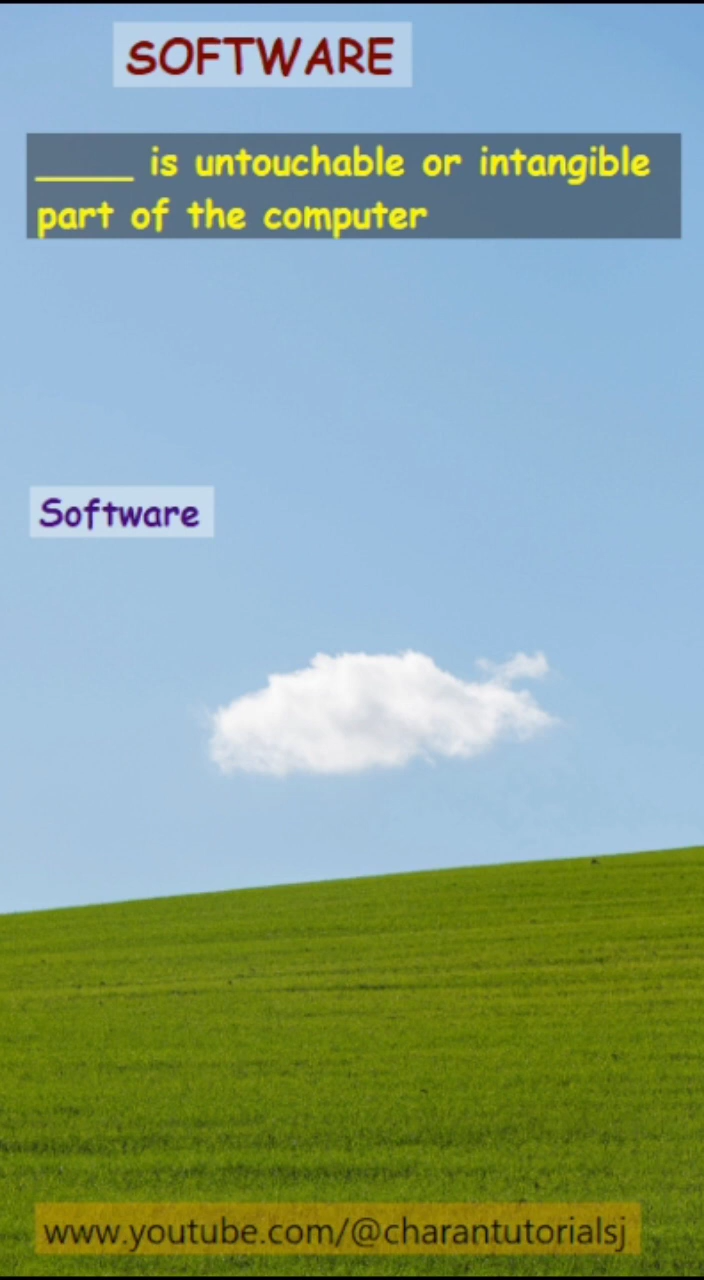 SOFTWARE
_____ is untouchable or intangible
part of the computer
Software
www.youtube.com/@charantutorialsj